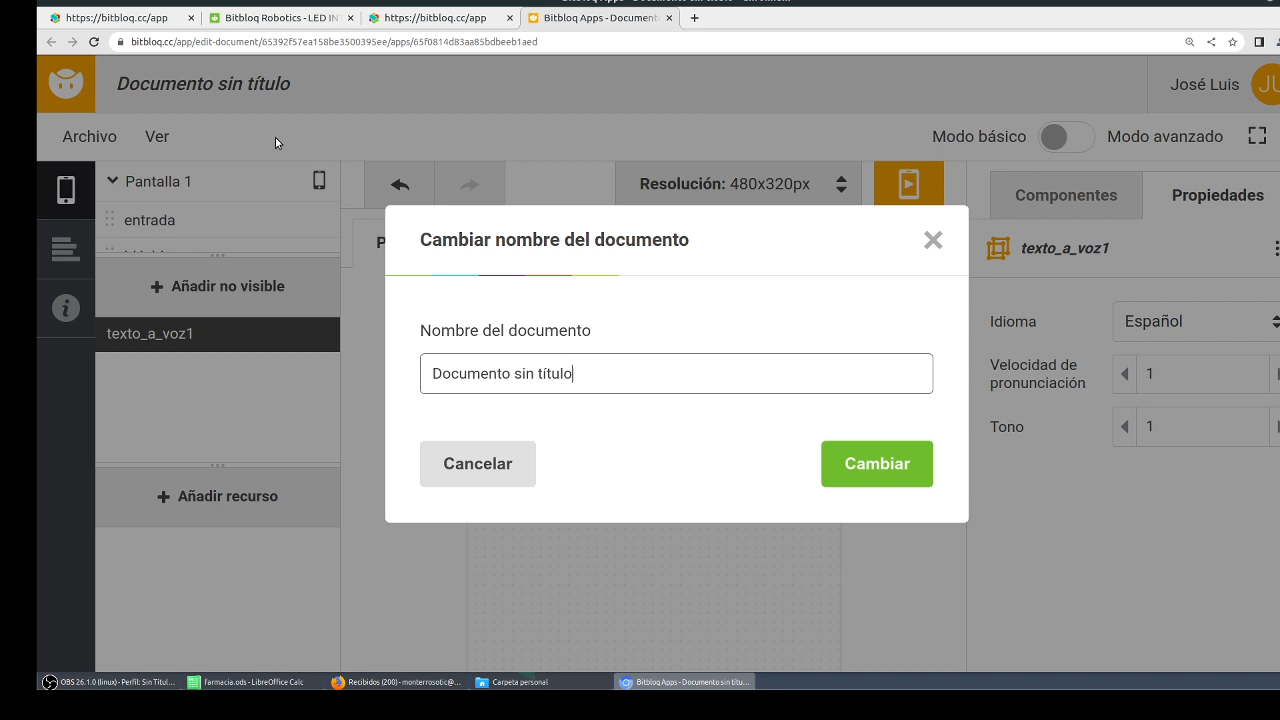 https://bitbloq.cc/app
Bitbloq Robotics - LED IN
https://bitbloq.cc/app
Bitbloq Apps - Document
bitbloq.cc/app/edit-document/65392f57ea158be3500395ee/apps/65f0814d83aa85bdbeeb1aed
Documento sin título
José Luis
JU
Archivo
Ver
Modo básico
Modo avanzado
Pantalla 1
Resolución: 480x320px
Componentes
Propiedades
entrada
Cambiar nombre del documento
P
texto_a_voz1
Añadir no visible
texto_a_voz1
Nombre del documento
Documento sin título
Idioma
Español
Velocidad de
pronunciación
1
Tono
1
Cancelar
Cambiar
Añadir recurso
OBS 26.1.0 (linux) - Perfil: Sin Títul...
farmacia.ods - LibreOffice Calc
Recibidos (200) - monterrosotic@...
Carpeta personal
Bitbloq Apps - Documento sin títu...